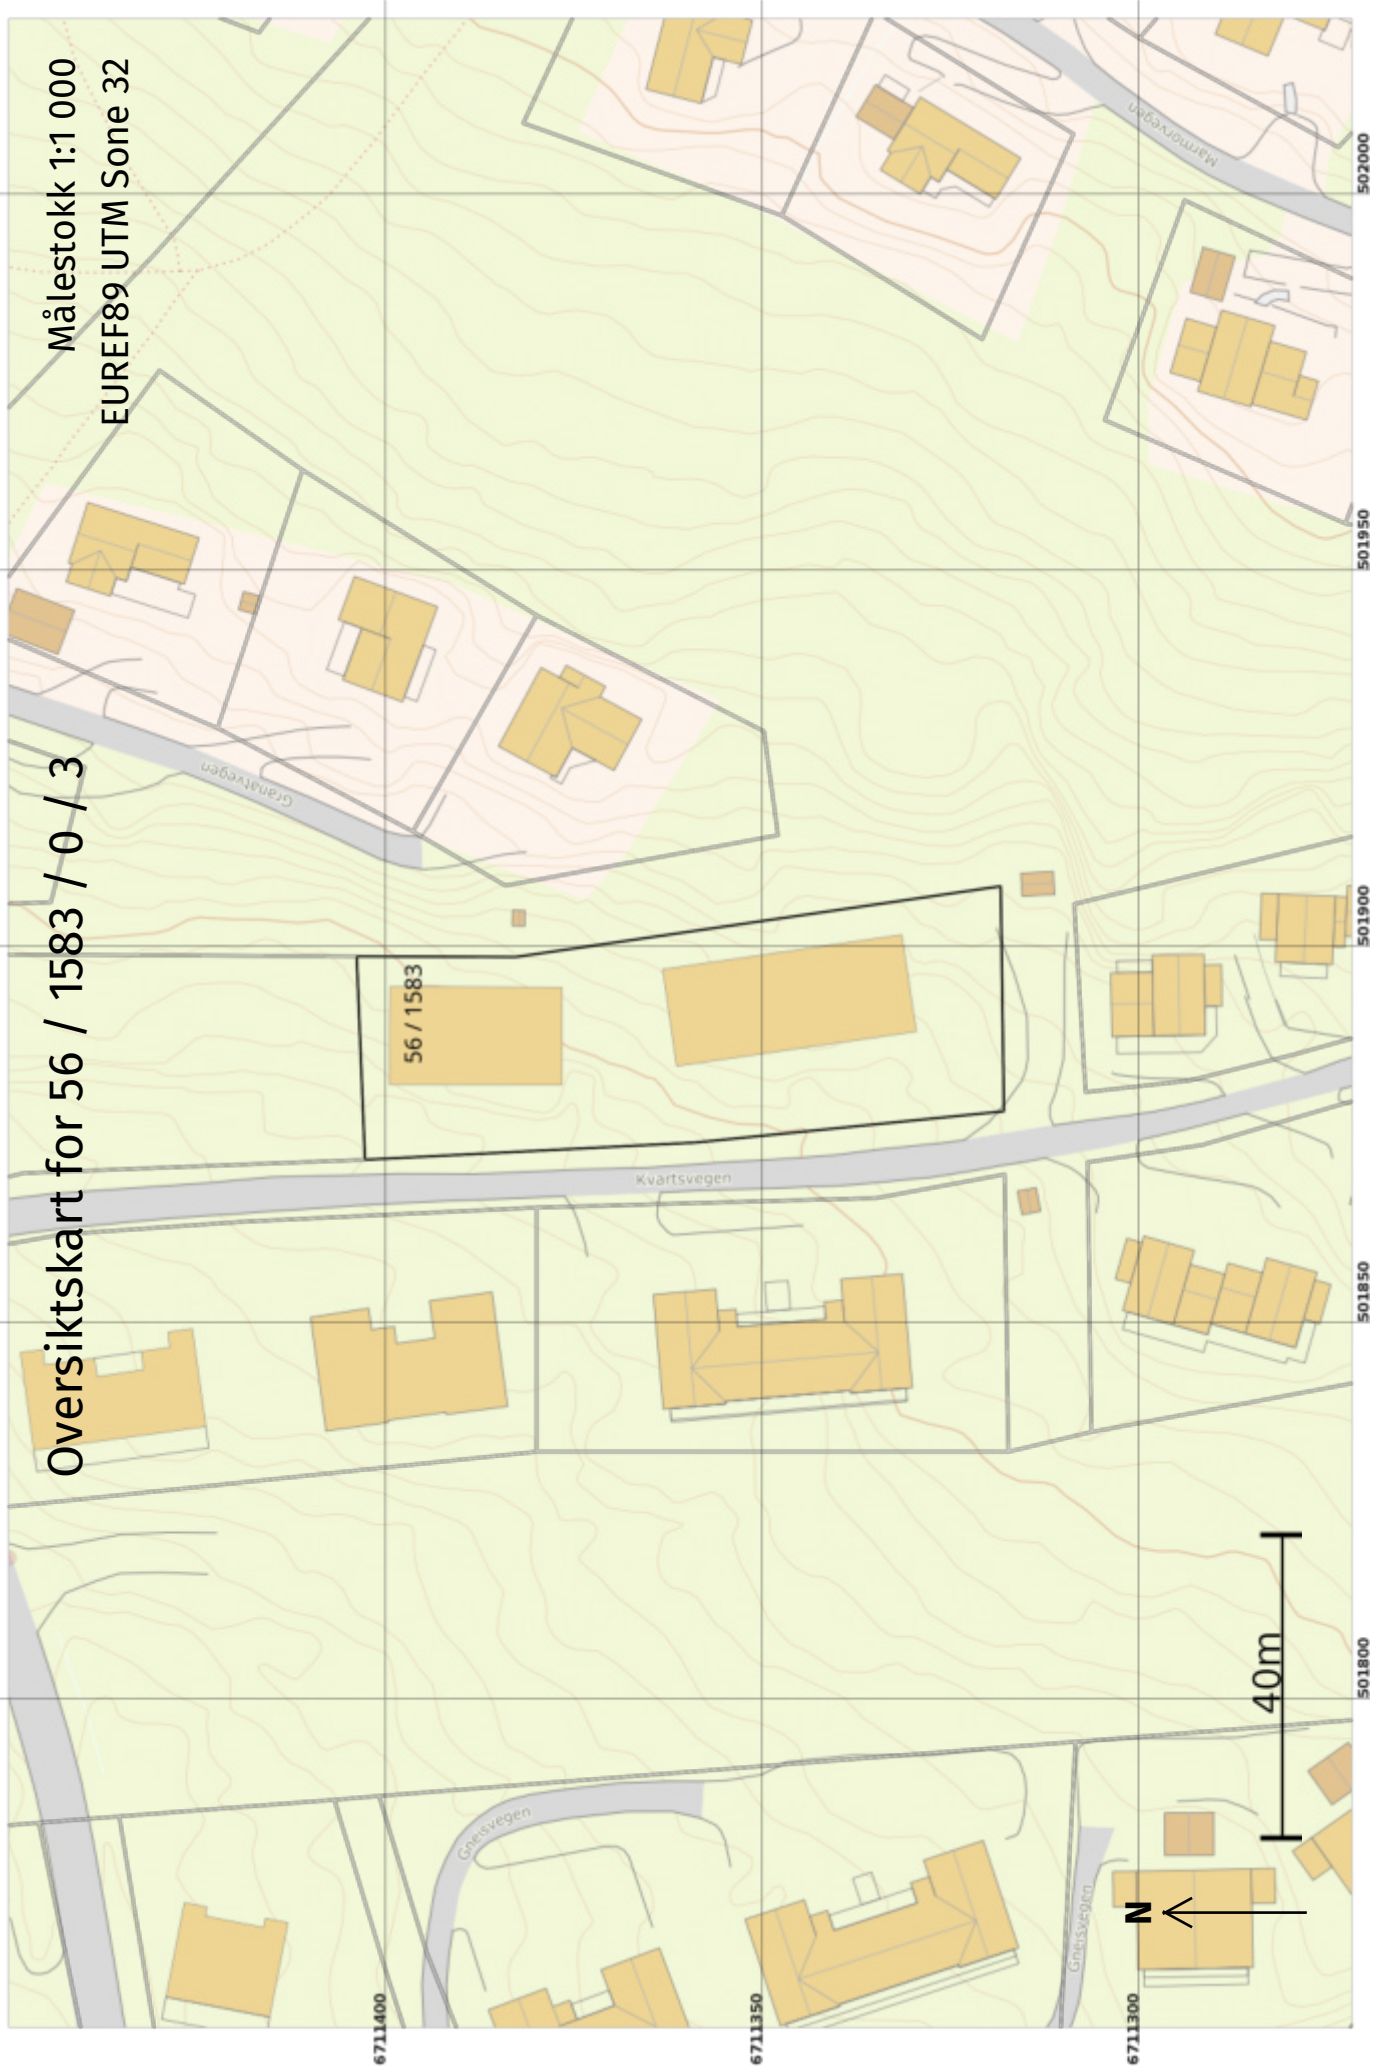 Målestokk 1:1 000
EUREF89 UTM Sone 32
Oversiktskart for 56 / 1583 / 0 / 3
Granatvegen
Marmorvegen
56 / 1583
Kvartsvegen
Gneisvegen
Gneisvegen
40m
N
6711400
6711350
6711300
501800
501850
501900
501950
502000